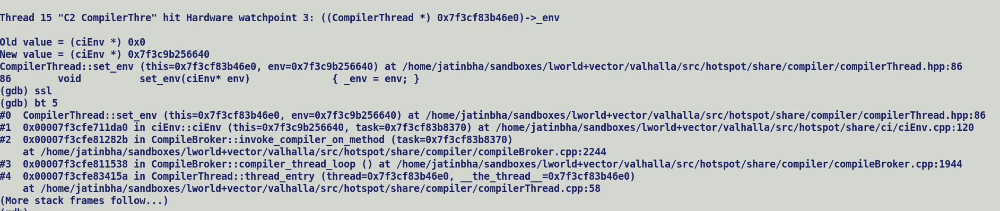 Thread 15 "C2 CompilerThre" hit Hardware watchpoint 3: ((CompilerThread *) 0x7f3cf83b46e0)->_env
Old value = (ciEnv *) 0x0
New value = (ciEnv *) 0x7f3c9b256640
CompilerThread::set_env (this=0x7f3cf83b46e0, env=0x7f3c9b256640) at /home/jatinbha/sandboxes/lworld+vector/valhalla/src/hotspot/share/compiler/compilerThread.hpp:86
86        void          set_env(ciEnv* env)              { _env = env; }
(gdb) ssl
(gdb) bt 5
#0  CompilerThread::set_env (this=0x7f3cf83b46e0, env=0x7f3c9b256640) at /home/jatinbha/sandboxes/lworld+vector/valhalla/src/hotspot/share/compiler/compilerThread.hpp:86
#1  0x00007f3cfe711da0 in ciEnv::ciEnv (this=0x7f3c9b256640, task=0x7f3cf83b8370) at /home/jatinbha/sandboxes/lworld+vector/valhalla/src/hotspot/share/ci/ciEnv.cpp:120
#2  0x00007f3cfe81282b in CompileBroker::invoke_compiler_on_method (task=0x7f3cf83b8370)
    at /home/jatinbha/sandboxes/lworld+vector/valhalla/src/hotspot/share/compiler/compileBroker.cpp:2244
#3  0x00007f3cfe811538 in CompileBroker::compiler_thread_loop () at /home/jatinbha/sandboxes/lworld+vector/valhalla/src/hotspot/share/compiler/compileBroker.cpp:1944
#4  0x00007f3cfe83415a in CompilerThread::thread_entry (thread=0x7f3cf83b46e0, __the_thread__=0x7f3cf83b46e0)
    at /home/jatinbha/sandboxes/lworld+vector/valhalla/src/hotspot/share/compiler/compilerThread.cpp:58
(More stack frames follow...)
(gdb)